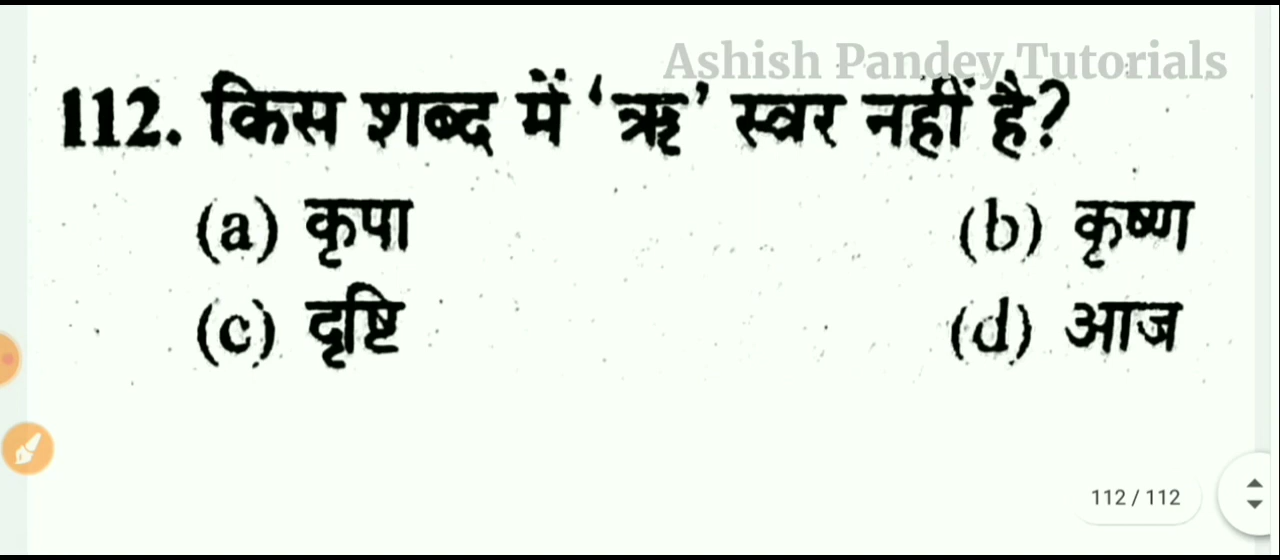 Ashish Pandey Tutorials
112. किस शब्द में ‘ऋ’ स्वर नहीं है?
(a) कृपा (b) कृष्ण
(c) दृष्टि (d) आज
112 / 112